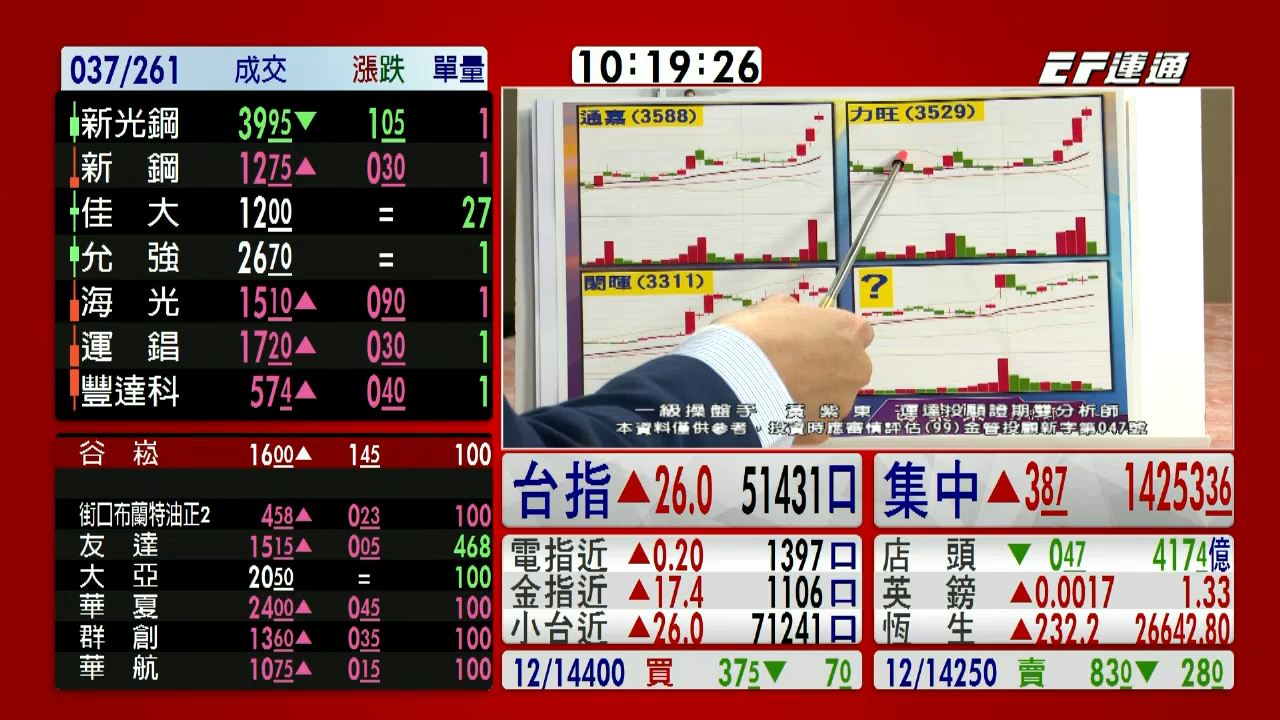 037/261 成交 漲跌 單量
新光鋼 3995▼ 105 1
新鋼 1275▲ 030 1
佳大 1200 = 27
允強 2670 = 1
海光 1510▲ 090 1
運錩 1720▲ 030 1
豐達科 574▲ 040 1
谷崧 1600▲ 145 100
街口布蘭特油正2 458▲ 023 100
友達 1515▲ 005 468
大亞 2050 = 100
華夏 2400▲ 045 100
群創 1360▲ 035 100
華航 1075▲ 015 100
10:19:26
EF運通
通嘉(3588)
力旺(3529)
閎暉(3311)
?
一級操盤手 黃紫東 運達投顧證期雙分析師
本資料僅供參考，投資時應審慎評估(99)金管投顧新字第047號
台指▲26.0 51431口
集中▲387 1425336
電指近▲0.20 1397口
金指近▲17.4 1106口
小台近▲26.0 71241口
店頭▼047 4174億
英鎊▲0.0017 1.33
恆生▲232.2 26642.80
12/14400 買 375▼ 70
12/14250 賣 830▼ 280